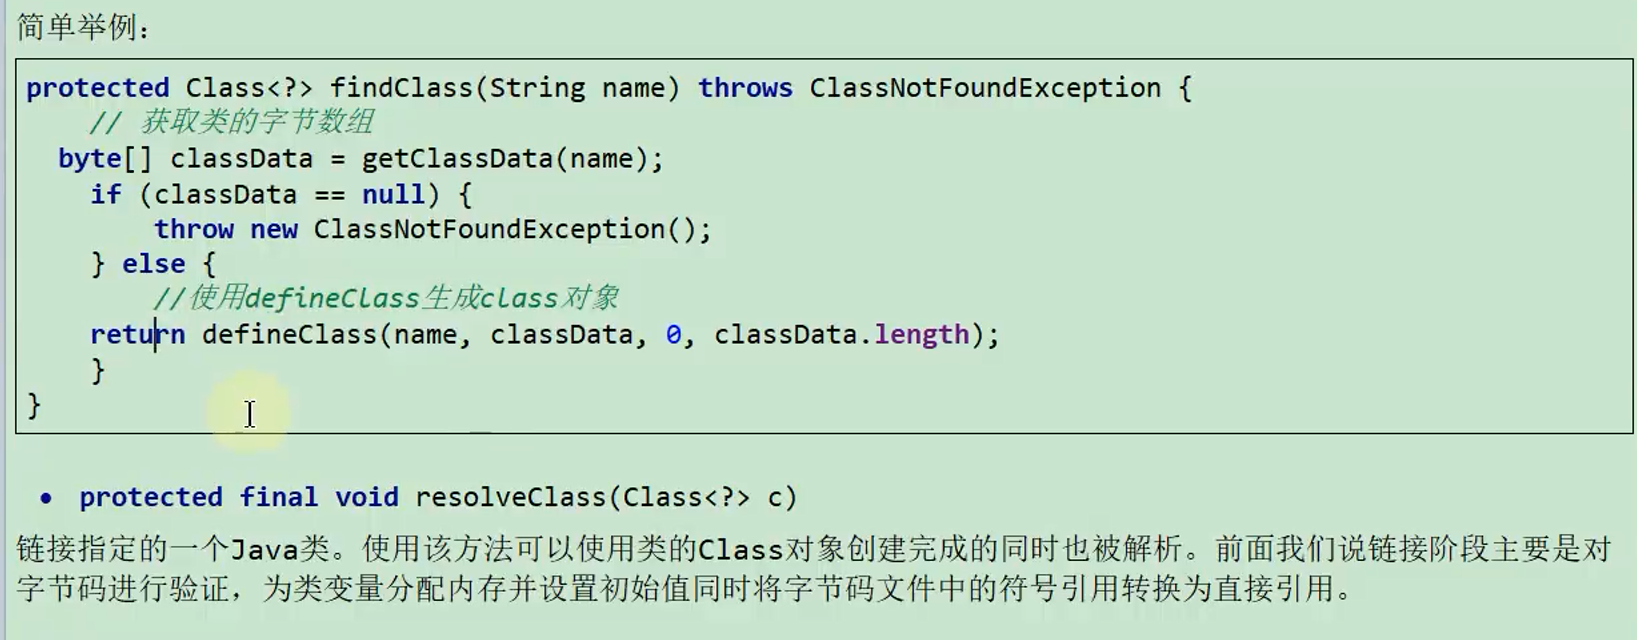 简单举例：
protected Class<?> findClass(String name) throws ClassNotFoundException {
// 获取类的字节数组
byte[] classData = getClassData(name);
if (classData == null) {
throw new ClassNotFoundException();
} else {
//使用defineClass生成class对象
return defineClass(name, classData, 0, classData.length);
}
}
• protected final void resolveClass(Class<?> c)
链接指定的一个Java类。使用该方法可以使用类的Class对象创建完成的同时也被解析。前面我们说链接阶段主要是对
字节码进行验证，为类变量分配内存并设置初始值同时将字节码文件中的符号引用转换为直接引用。